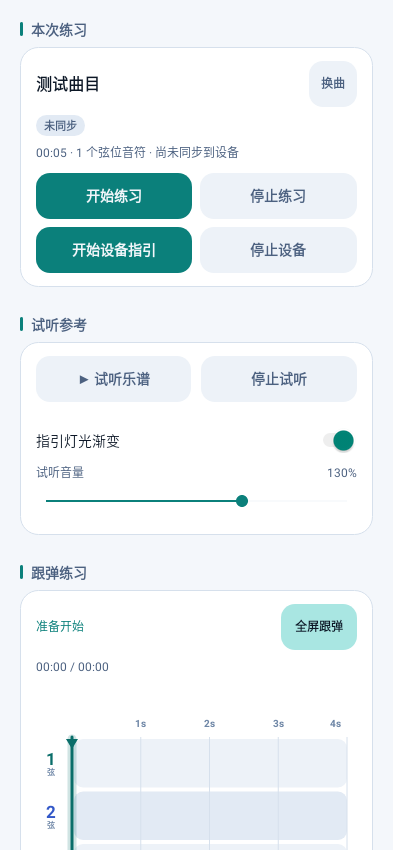 本次练习
测试曲目
换曲
未同步
00:05 · 1 个弦位音符 · 尚未同步到设备
开始练习
停止练习
开始设备指引
停止设备
试听参考
▶ 试听乐谱
停止试听
指引灯光渐变
试听音量
130%
跟弹练习
准备开始
全屏跟弹
00:00 / 00:00
1s 2s 3s 4s
1
弦
2
弦